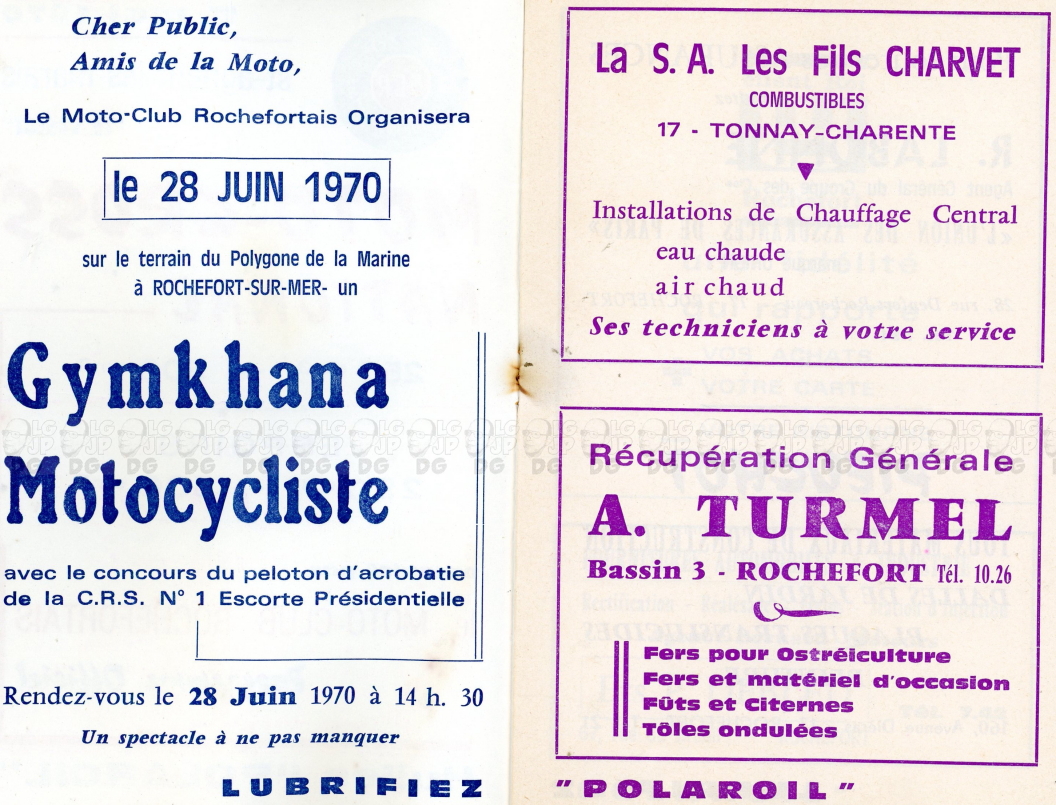 Cher Public,
Amis de la Moto,
Le Moto-Club Rochefortais Organisera
le 28 JUIN 1970
sur le terrain du Polygone de la Marine
à ROCHEFORT-SUR-MER- un
Gymkhana
Motocycliste
avec le concours du peloton d'acrobatie
de la C.R.S. N° 1 Escorte Présidentielle
Rendez-vous le 28 Juin 1970 à 14 h. 30
Un spectacle à ne pas manquer
LUBRIFIEZ
La S.A. Les Fils CHARVET
COMBUSTIBLES
17 - TONNAY-CHARENTE
Installations de Chauffage Central
eau chaude
air chaud
Ses techniciens à votre service
Récupération Générale
A. TURMEL
Bassin 3 - ROCHEFORT Tél. 10.26
Fers pour Ostréiculture
Fers et matériel d'occasion
Fûts et Citernes
Tôles ondulées
"POLAROIL"